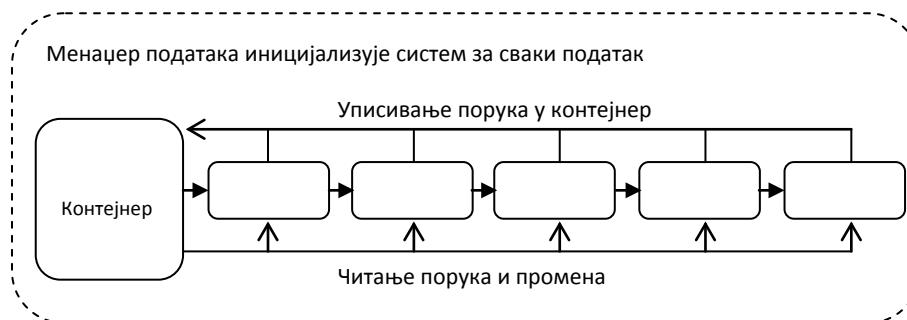 Менаџер података иницијализује систем за сваки податак
Уписивање порука у контејнер
Контејнер
Читање порука и промена